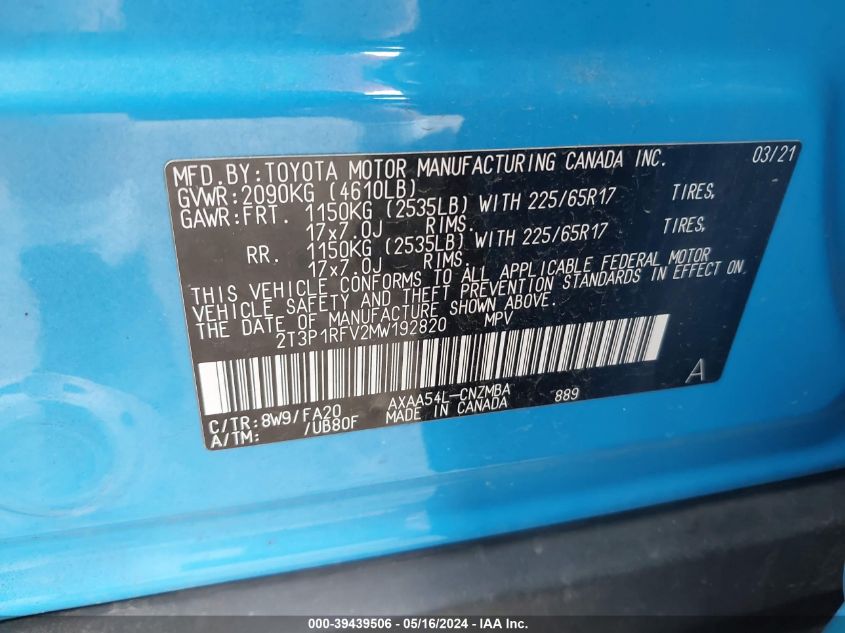 MFD.BY:TOYOTA MOTOR MANUFACTURING CANADA INC. 03/21
GVWR:2090KG (4610LB)
GAWR:FRT. 1150KG (2535LB) WITH 225/65R17 TIRES,
17x7.0J RIMS.
RR. 1150KG (2535LB) WITH 225/65R17 TIRES,
17x7.0J RIMS.
THIS VEHICLE CONFORMS TO ALL APPLICABLE FEDERAL MOTOR
VEHICLE SAFETY AND THEFT PREVENTION STANDARDS IN EFFECT ON
THE DATE OF MANUFACTURE SHOWN ABOVE.
2T3P1RFV2MW192820 MPV
A
C/TR:8W9/FA20 AXAA54L-CNZMBA 889
A/TM: /UB80F MADE IN CANADA
000-39439506 - 05/16/2024 - IAA Inc.